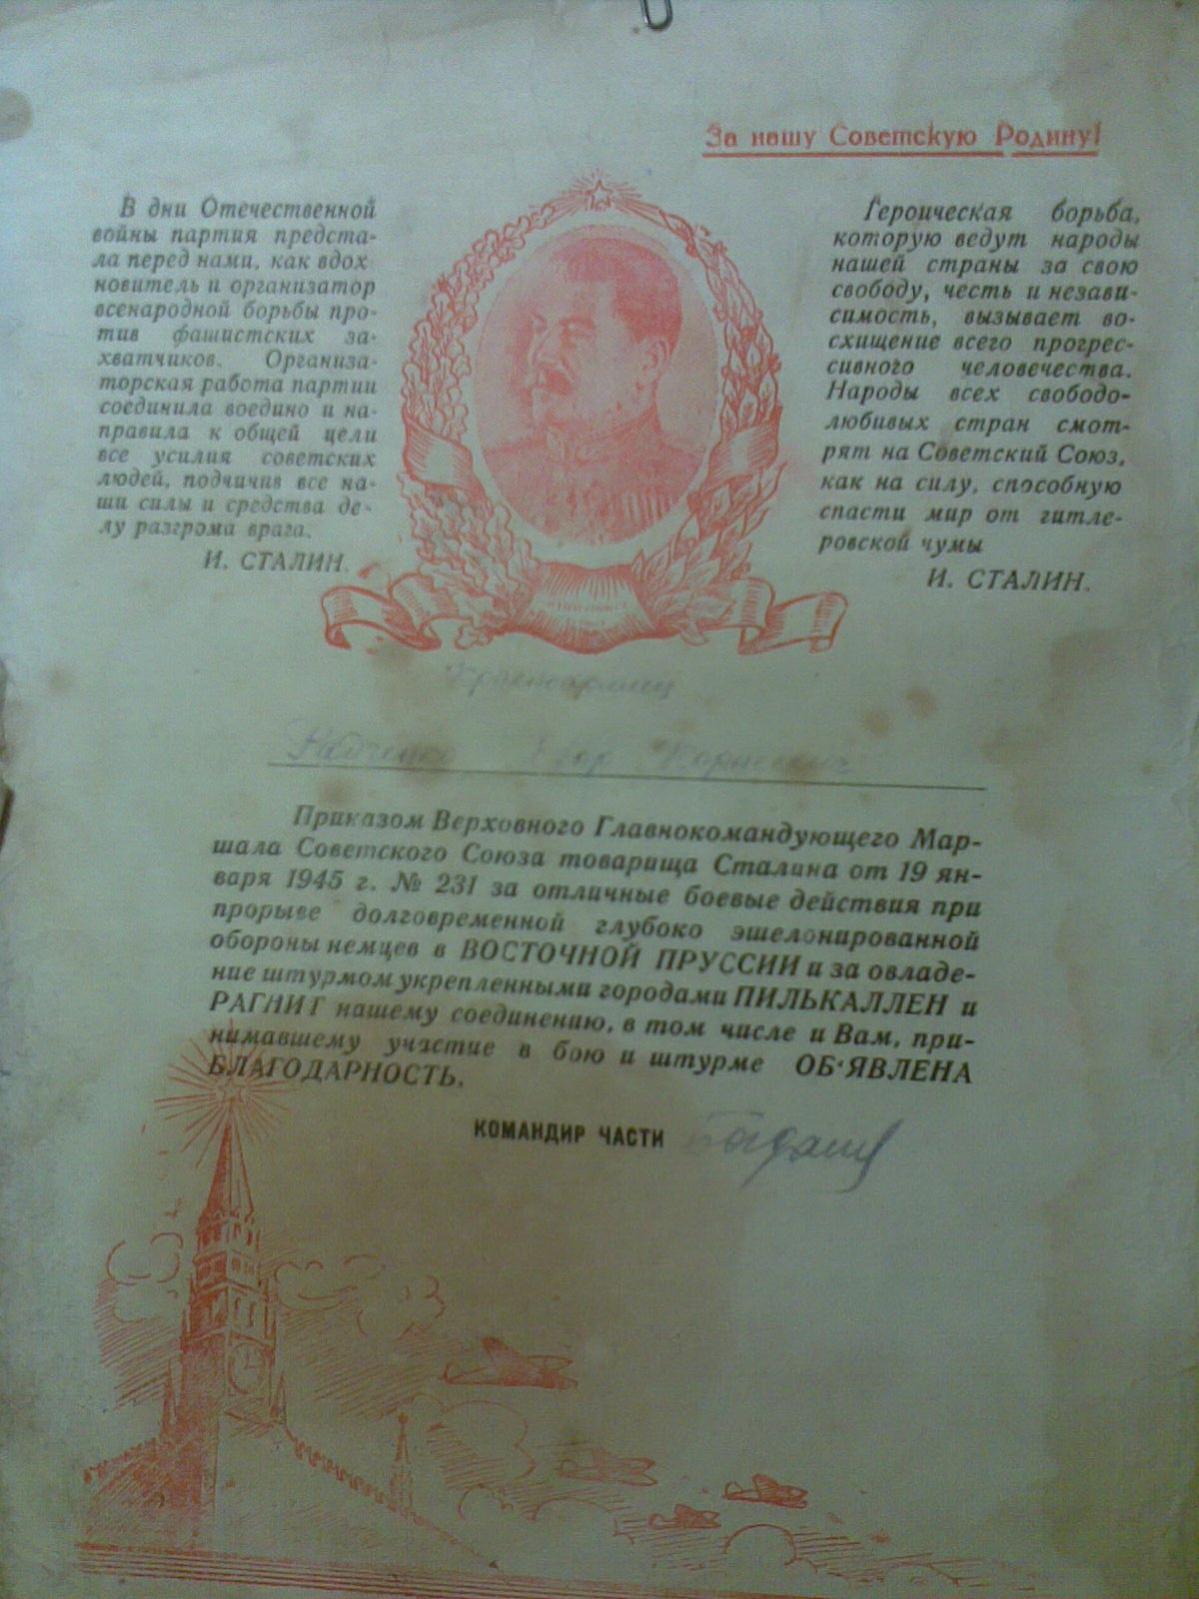 За нашу Советскую Родину!
В дни Отечественной
войны партия предста-
ла перед нами, как вдох
новитель и организатор
всенародной борьбы про-
тив фашистских за-
хватчиков. Организа-
торская работа партии
соединила воедино и на-
правила к общей цели
все усилия советских
людей, подчинив все на-
ши силы и средства де-
лу разгрома врага.
И. СТАЛИН.
Героическая борьба,
которую ведут народы
нашей страны за свою
свободу, честь и незави-
симость, вызывает во-
схищение всего прогрес-
сивного человечества.
Народы всех свободо-
любивых стран смот-
рят на Советский Союз,
как на силу, способную
спасти мир от гитле-
ровской чумы
И. СТАЛИН.
Красноармеец
Егор
Приказом Верховного Главнокомандующего Мар-
шала Советского Союза товарища Сталина от 19 ян-
варя 1945 г. № 231 за отличные боевые действия при
прорыве долговременной глубоко эшелонированной
обороны немцев в ВОСТОЧНОЙ ПРУССИИ и за овладе-
ние штурмом укрепленными городами ПИЛЬКАЛЛЕН и
РАГНИТ нашему соединению, в том числе и Вам, при-
нимавшему участие в бою и штурме ОБ'ЯВЛЕНА
БЛАГОДАРНОСТЬ.
КОМАНДИР ЧАСТИ